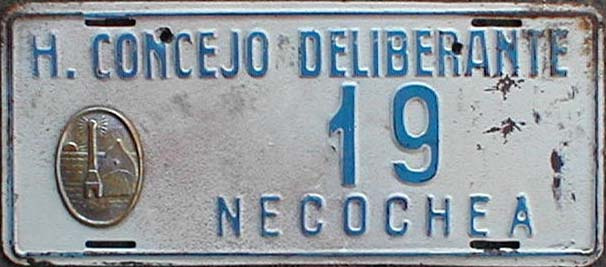 H. CONCEJO DELIBERANTE
19
NECOCHEA